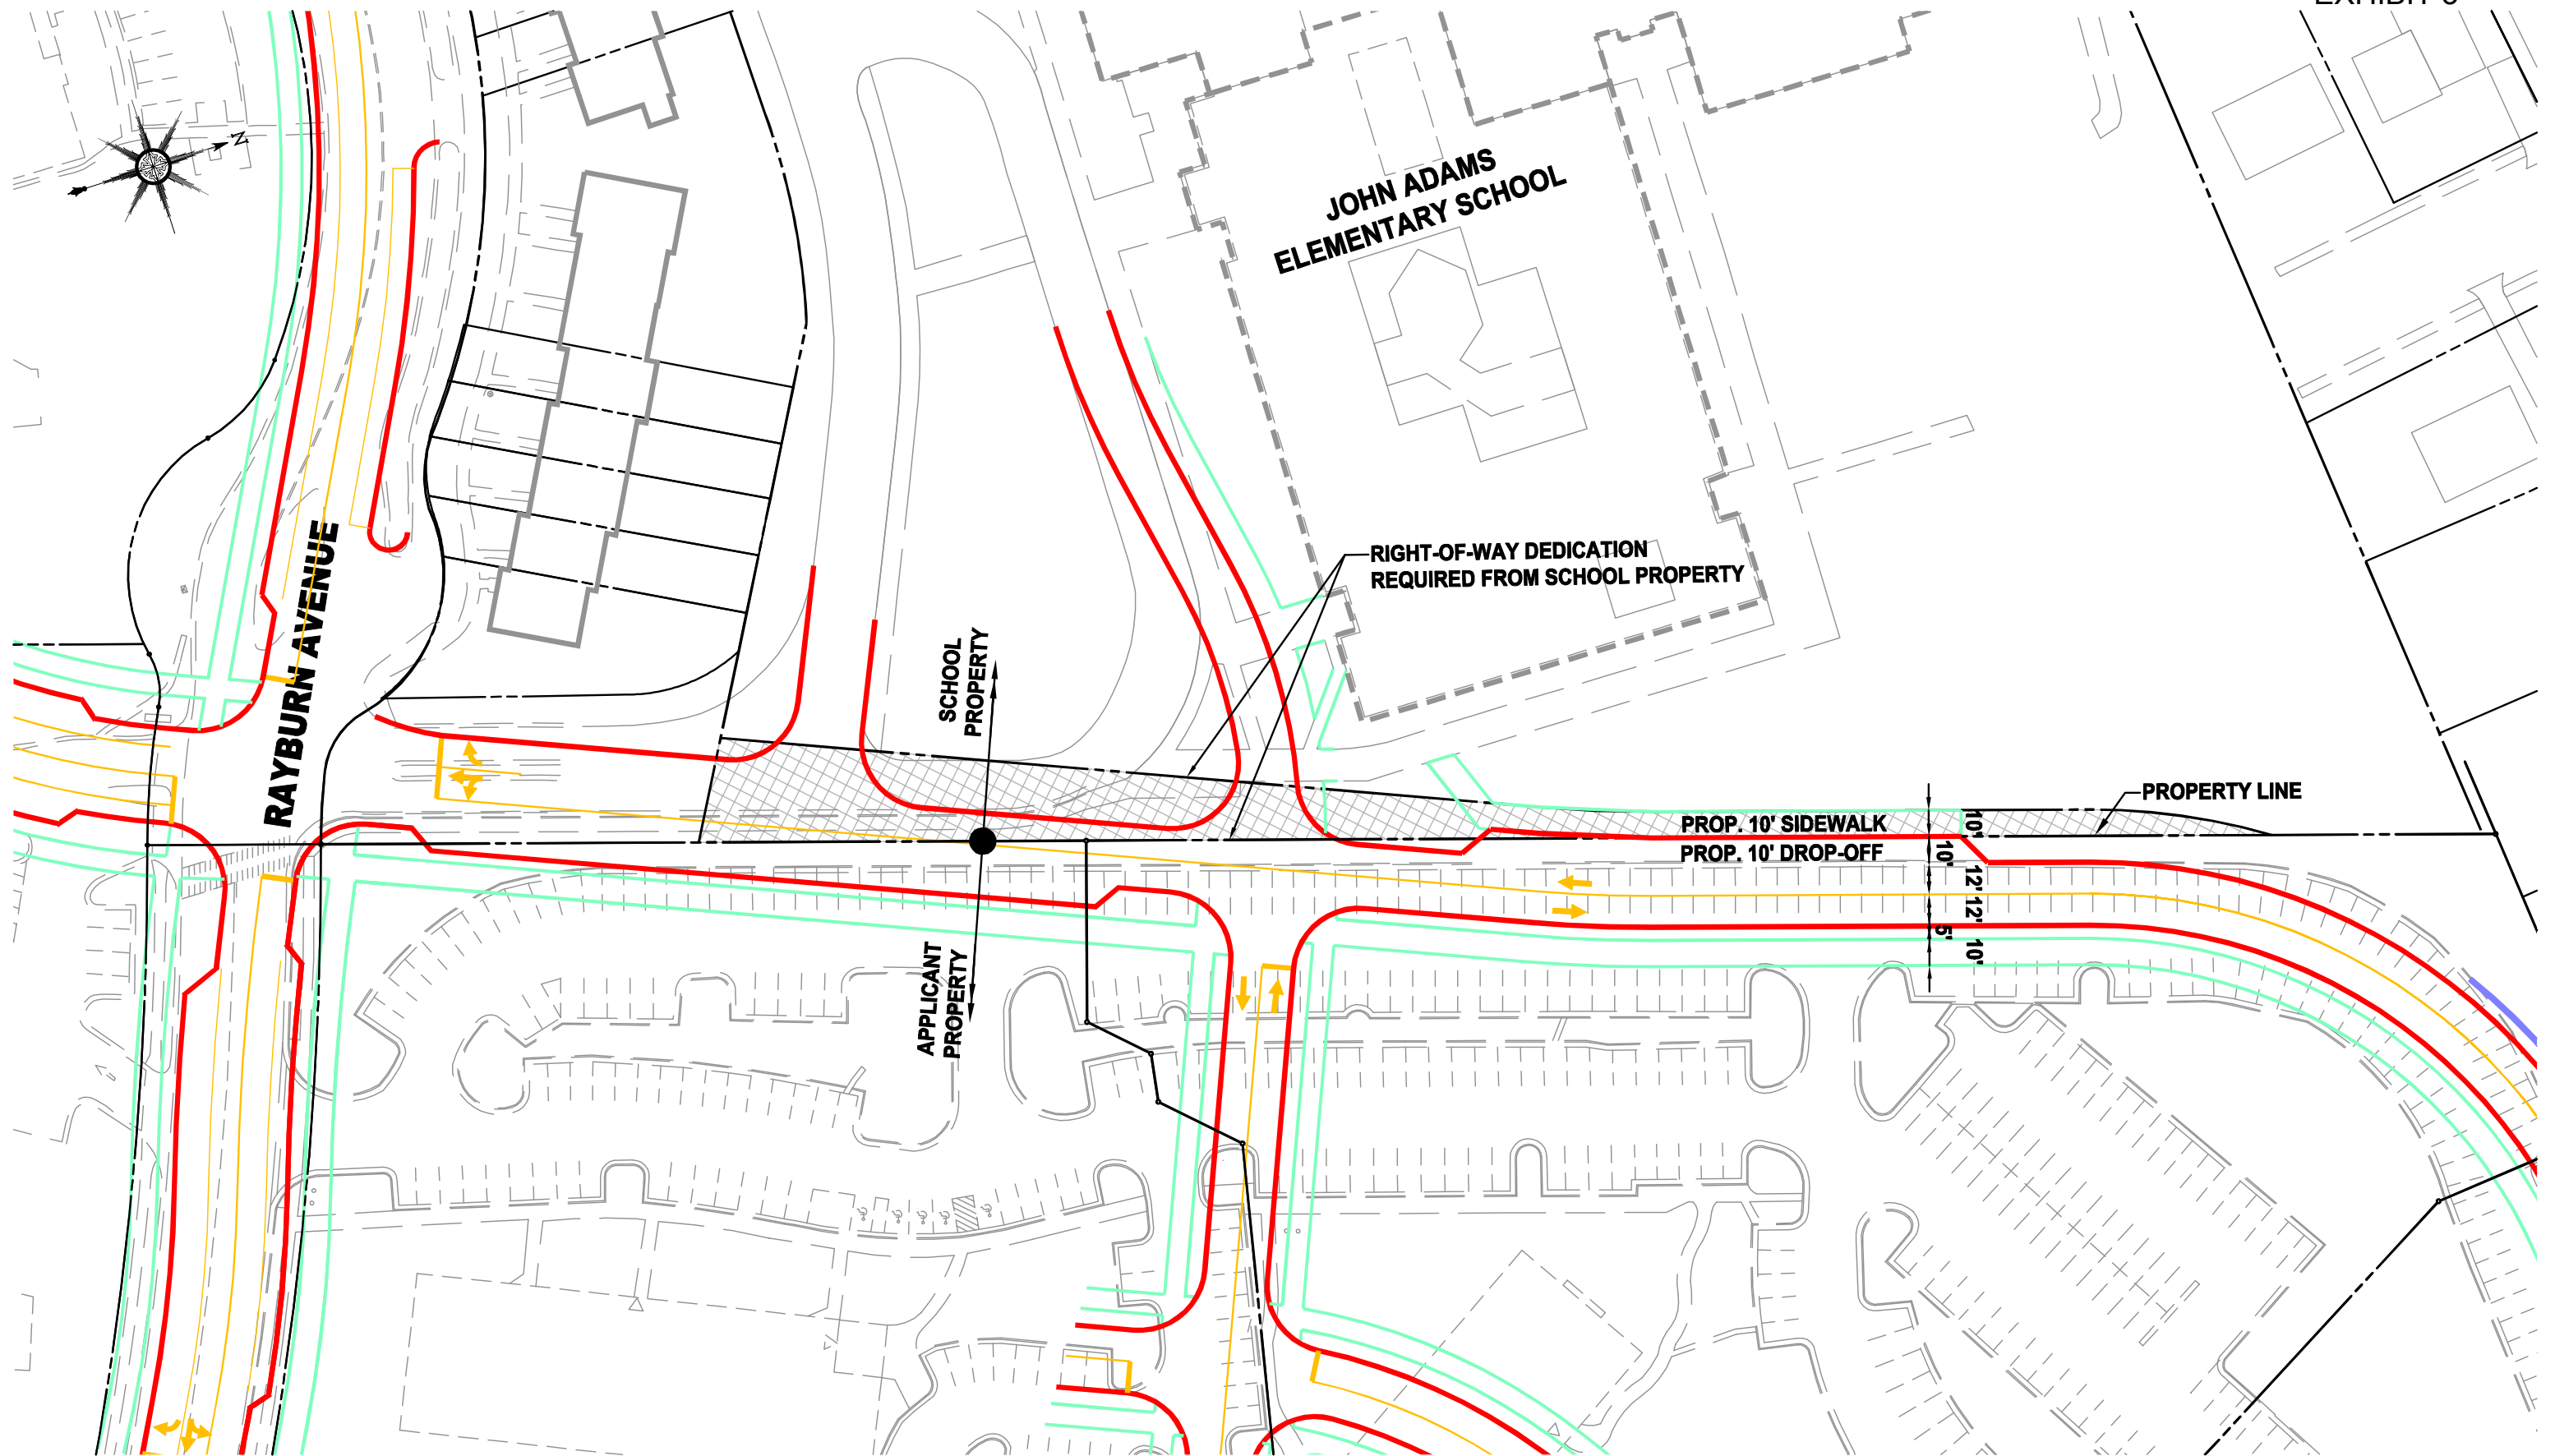 N
JOHN ADAMS
ELEMENTARY SCHOOL
RIGHT-OF-WAY DEDICATION
REQUIRED FROM SCHOOL PROPERTY
RAYBURN AVENUE
SCHOOL
PROPERTY
APPLICANT
PROPERTY
PROPERTY LINE
PROP. 10' SIDEWALK
PROP. 10' DROP-OFF
10'
10'
12'
12'
5'
10'